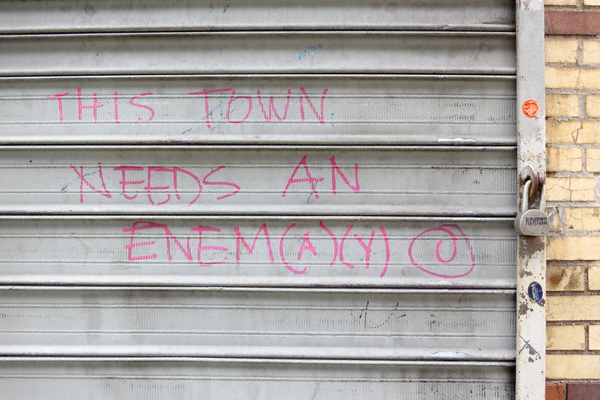 THIS TOWN
NEEDS AN
ENEM(A)(Y)